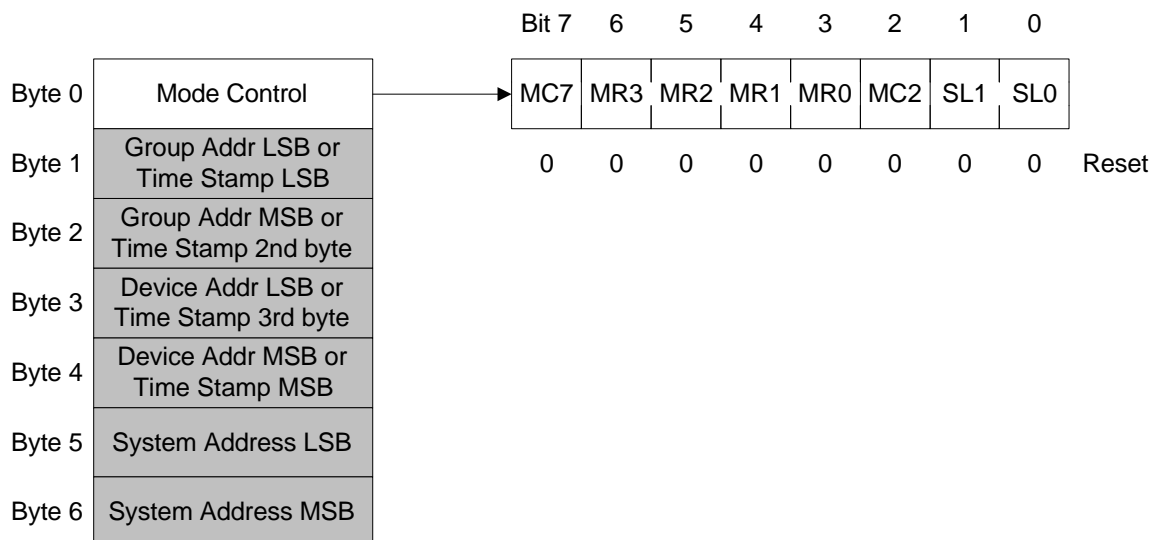 Bit 7 6 5 4 3 2 1 0
Byte 0 Mode Control MC7 MR3 MR2 MR1 MR0 MC2 SL1 SL0
Byte 1 Group Addr LSB or
Time Stamp LSB
0 0 0 0 0 0 0 0 Reset
Byte 2 Group Addr MSB or
Time Stamp 2nd byte
Byte 3 Device Addr LSB or
Time Stamp 3rd byte
Byte 4 Device Addr MSB or
Time Stamp MSB
Byte 5 System Address LSB
Byte 6 System Address MSB